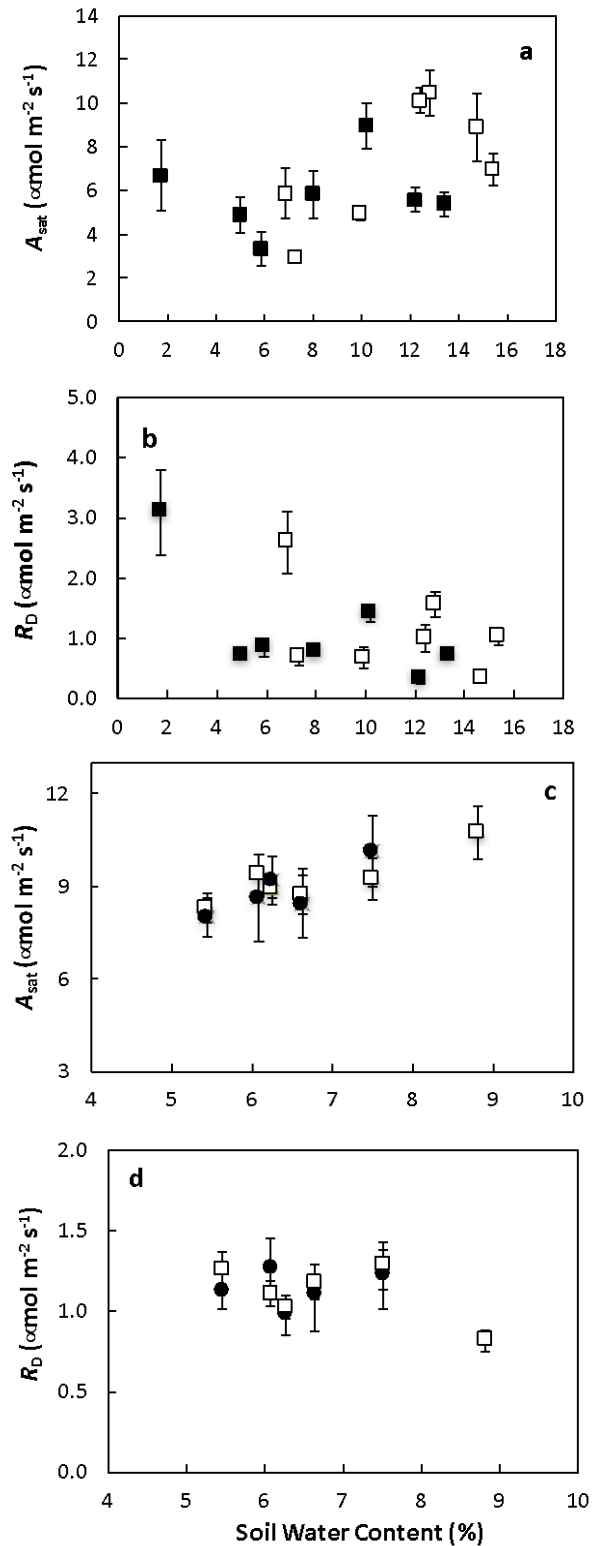 a
A sat (αmol m-2 s-1)
14
12
10
8
6
4
2
0
0 2 4 6 8 10 12 14 16 18
b
R D (αmol m-2 s-1)
5.0
4.0
3.0
2.0
1.0
0.0
0 2 4 6 8 10 12 14 16 18
c
A sat (αmol m-2 s-1)
12
9
6
3
4 5 6 7 8 9 10
d
R D (αmol m-2 s-1)
2.0
1.5
1.0
0.5
0.0
4 5 6 7 8 9 10
Soil Water Content (%)